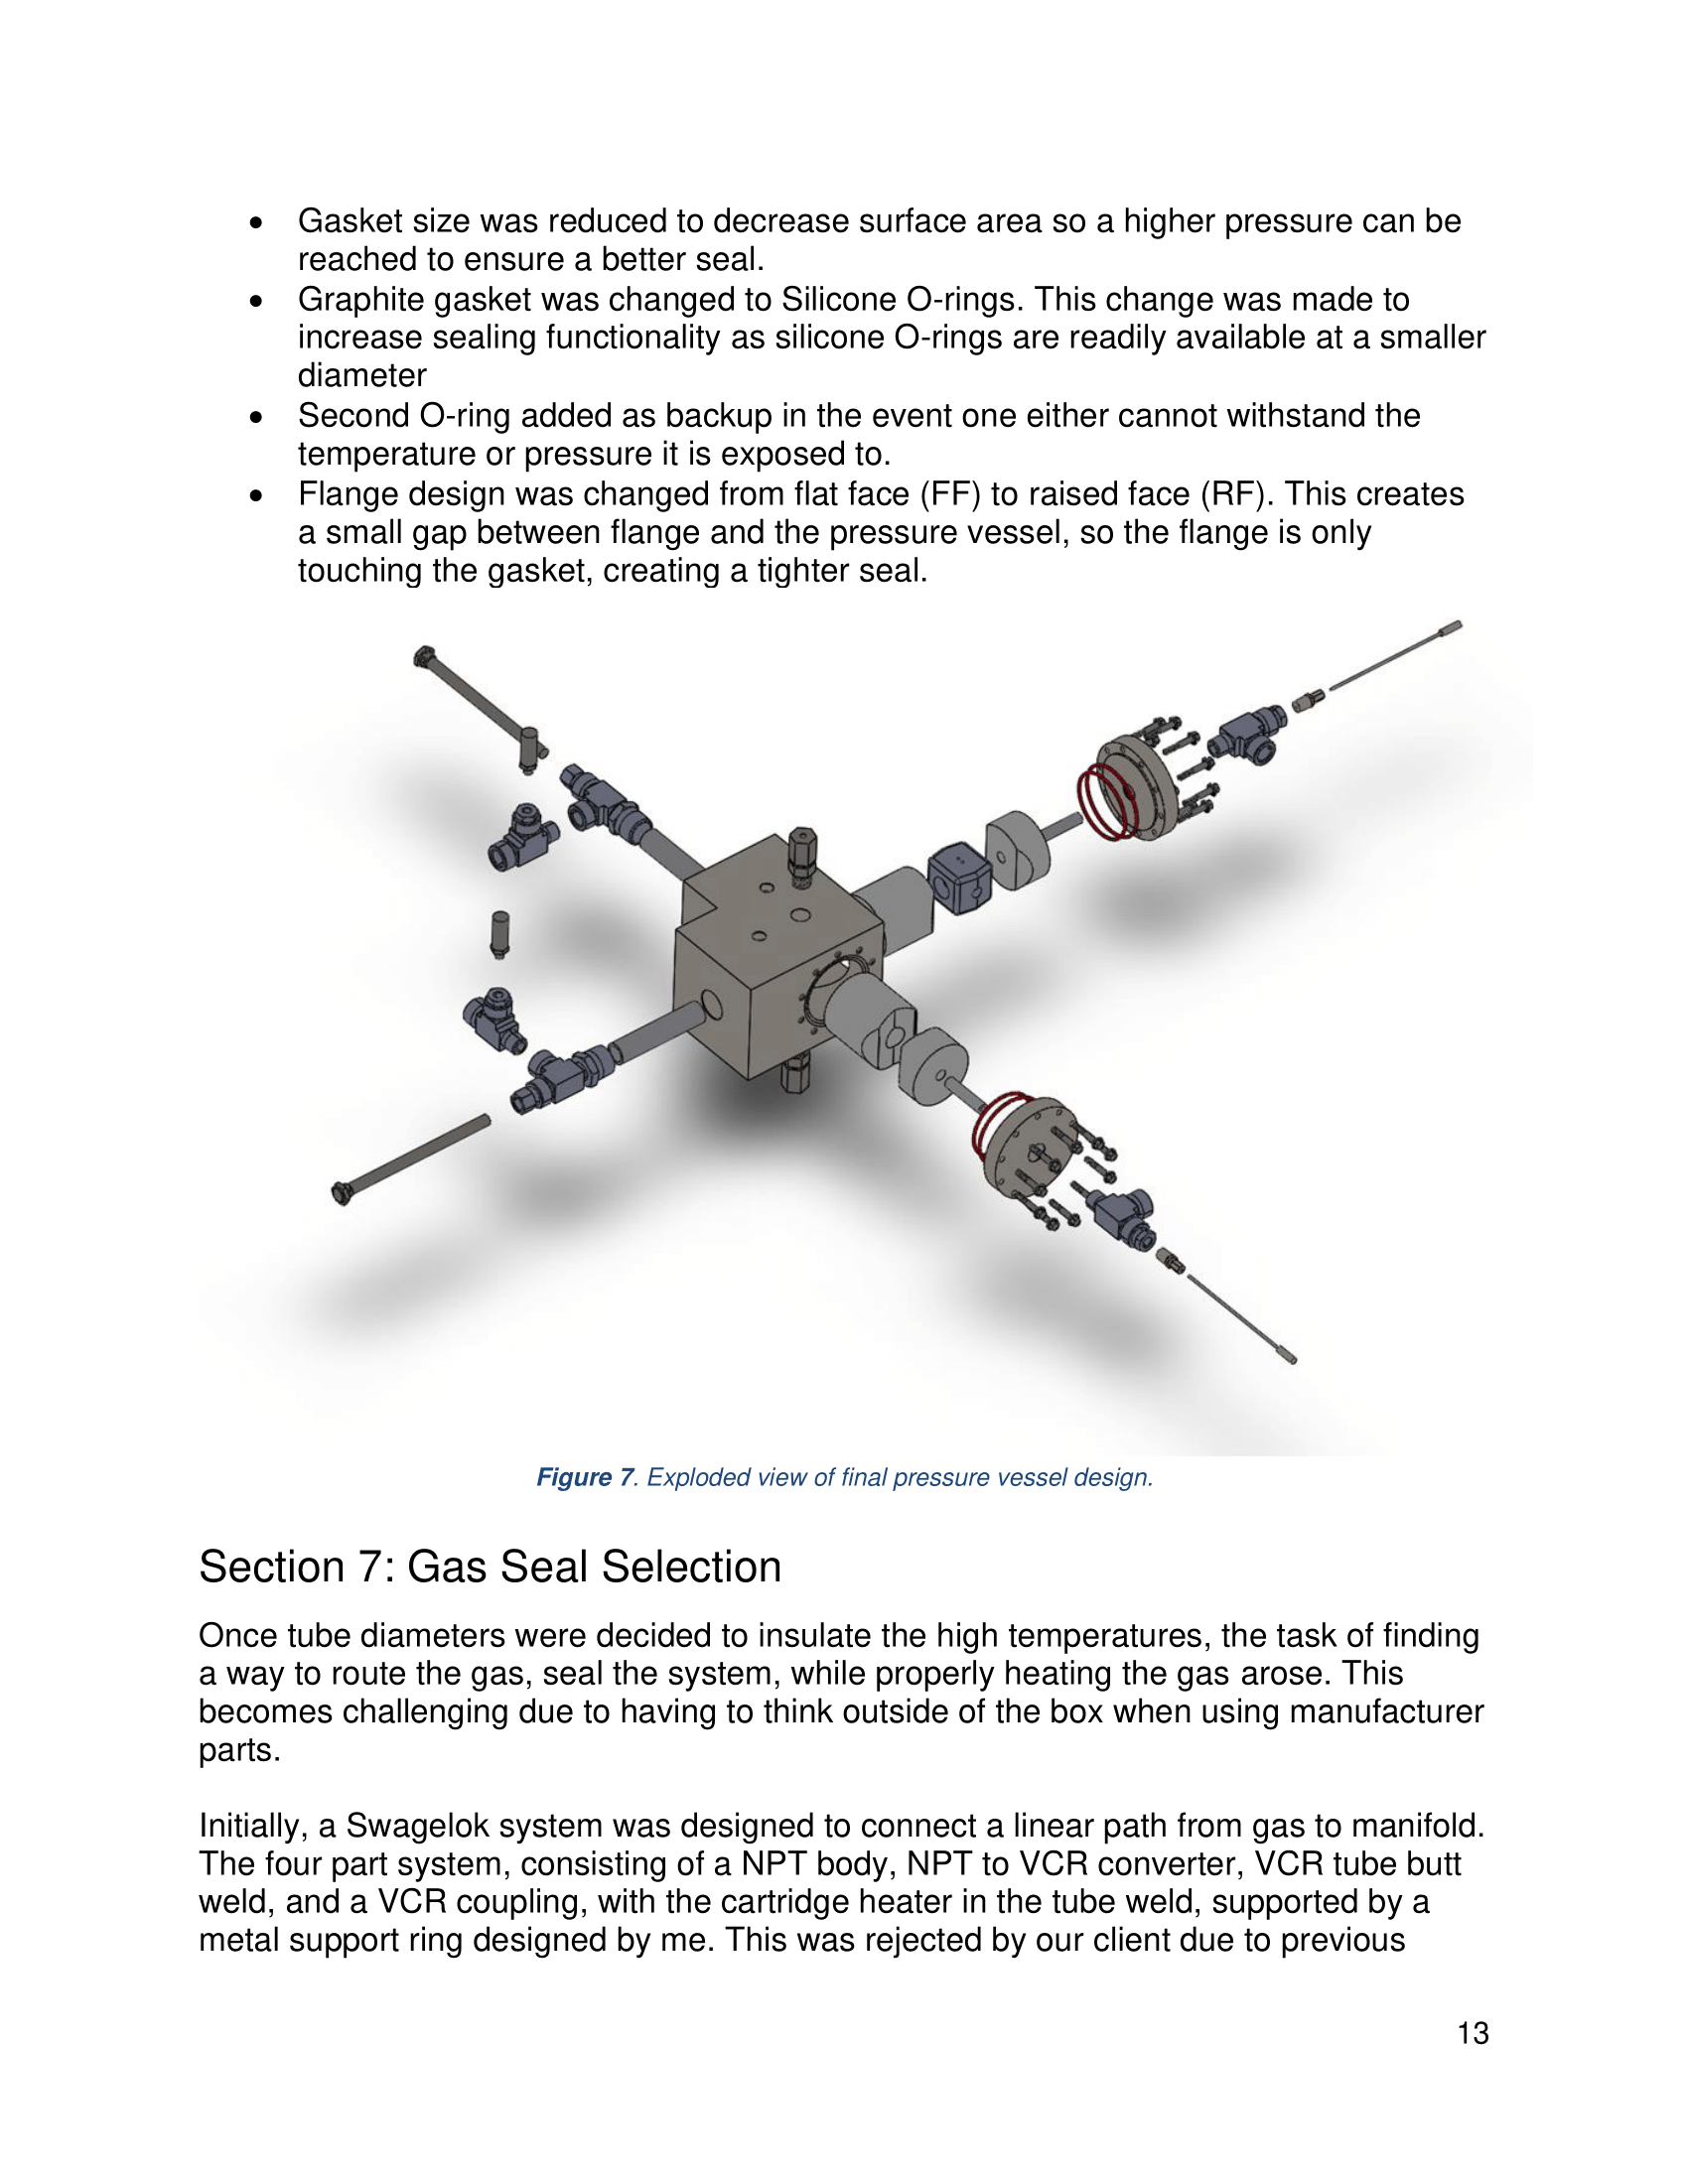 • Gasket size was reduced to decrease surface area so a higher pressure can be
reached to ensure a better seal.
• Graphite gasket was changed to Silicone O-rings. This change was made to
increase sealing functionality as silicone O-rings are readily available at a smaller
diameter
• Second O-ring added as backup in the event one either cannot withstand the
temperature or pressure it is exposed to.
• Flange design was changed from flat face (FF) to raised face (RF). This creates
a small gap between flange and the pressure vessel, so the flange is only
touching the gasket, creating a tighter seal.
Figure 7. Exploded view of final pressure vessel design.
Section 7: Gas Seal Selection
Once tube diameters were decided to insulate the high temperatures, the task of finding
a way to route the gas, seal the system, while properly heating the gas arose. This
becomes challenging due to having to think outside of the box when using manufacturer
parts.
Initially, a Swagelok system was designed to connect a linear path from gas to manifold.
The four part system, consisting of a NPT body, NPT to VCR converter, VCR tube butt
weld, and a VCR coupling, with the cartridge heater in the tube weld, supported by a
metal support ring designed by me. This was rejected by our client due to previous
13